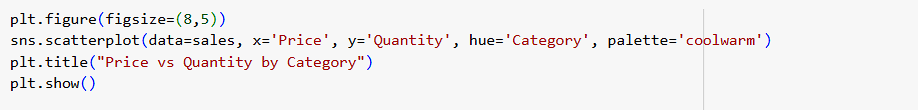 plt.figure(figsize=(8,5))
sns.scatterplot(data=sales, x='Price', y='Quantity', hue='Category', palette='coolwarm')
plt.title("Price vs Quantity by Category")
plt.show()